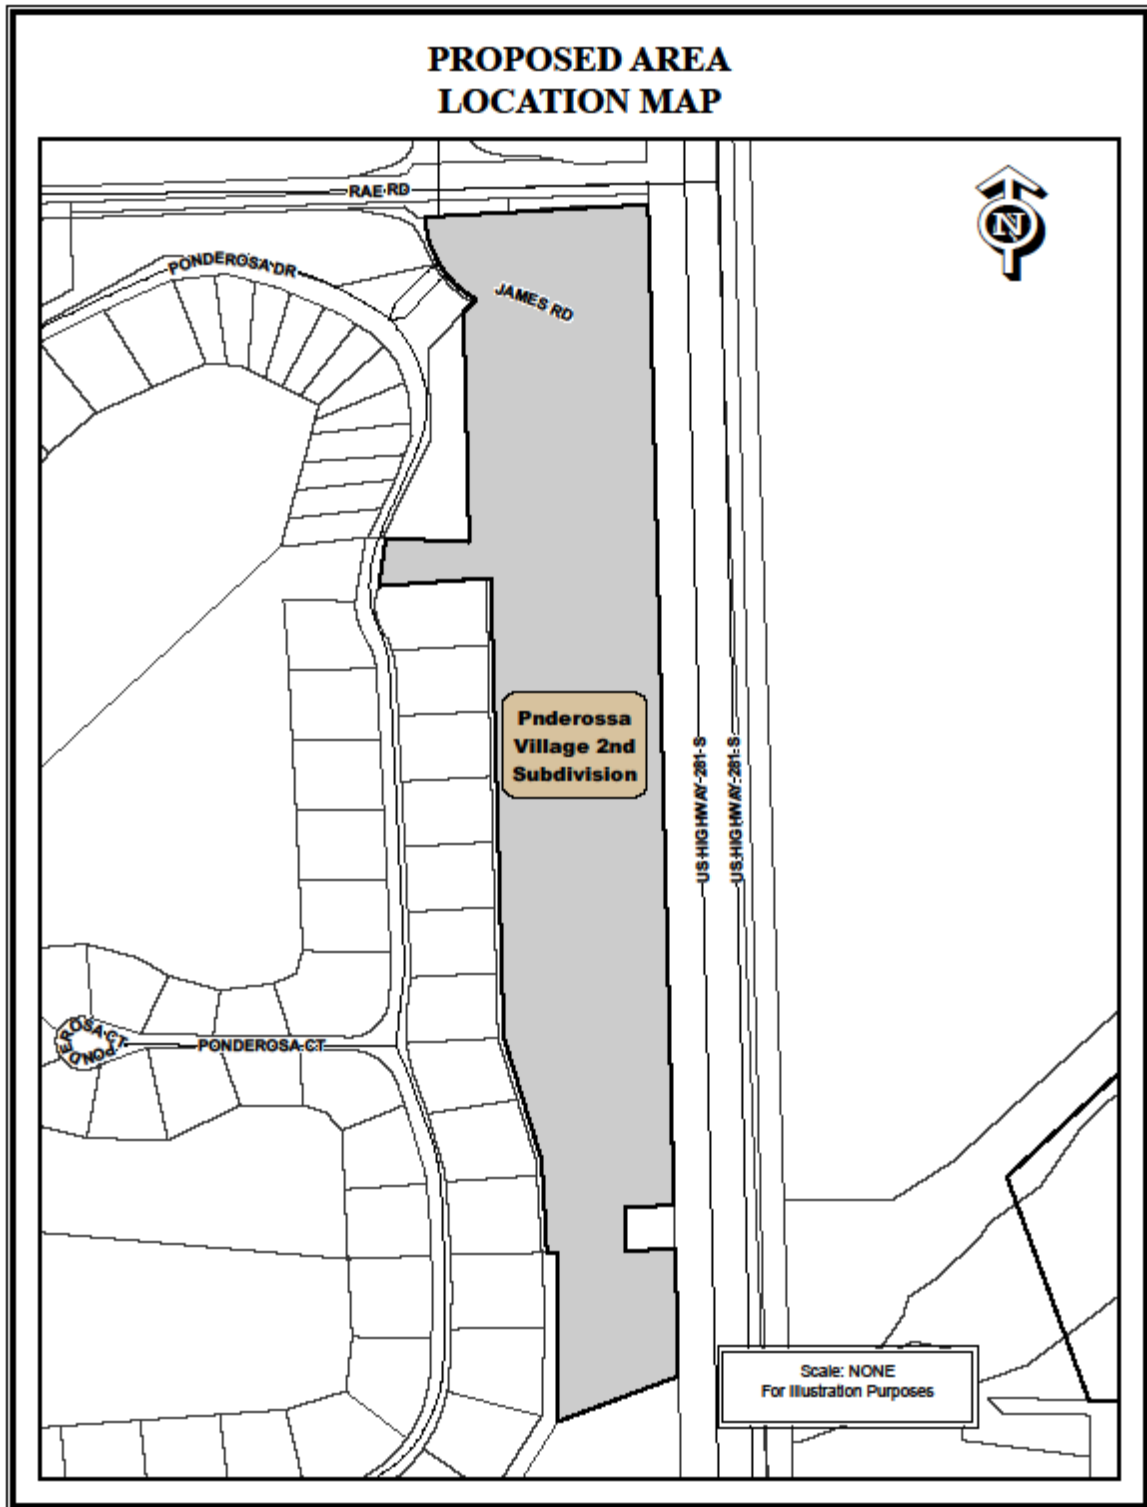 PROPOSED AREA
LOCATION MAP
RAE RD
N
PONDEROSA DR
JAMES RD
Pnderossa
Village 2nd
Subdivision
US HIGHWAY 281 S
US HIGHWAY 281 S
PONDEROSA CT
PONDEROSA CT
Scale: NONE
For Illustration Purposes